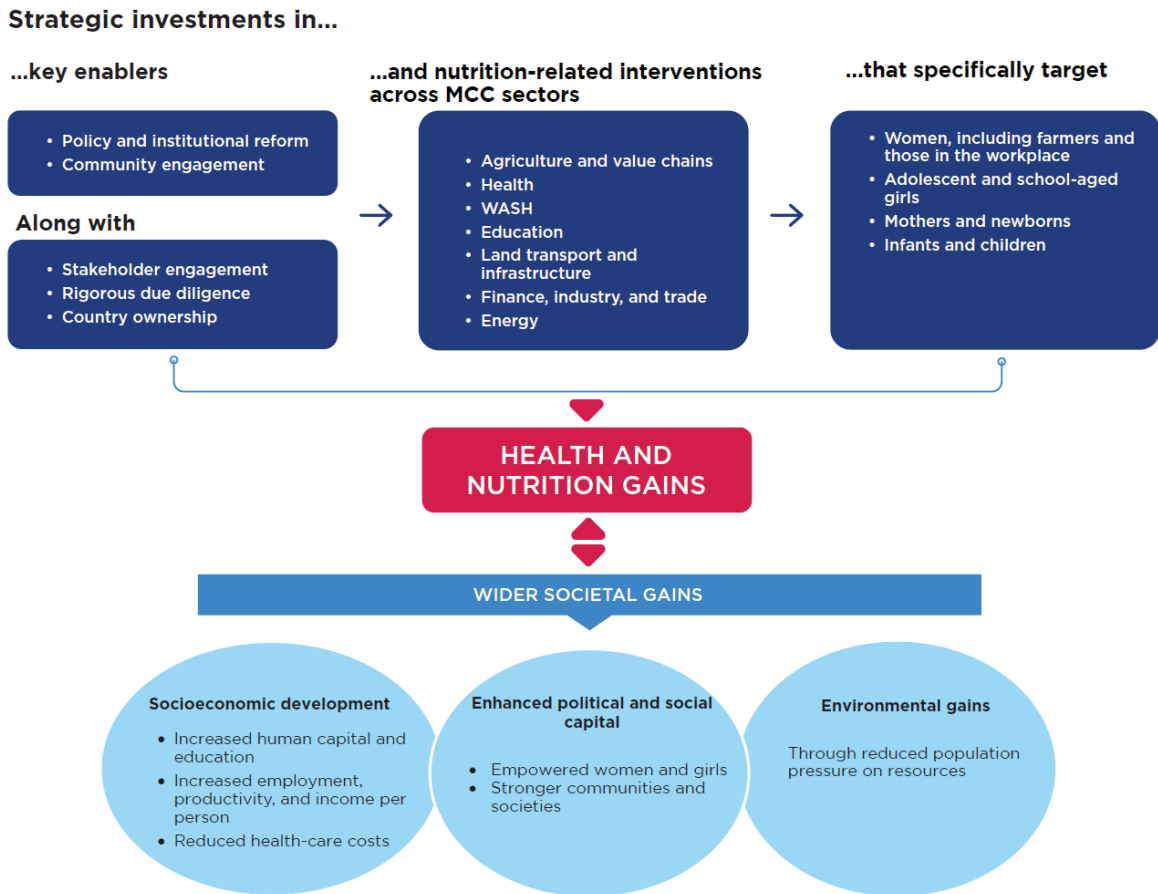 Strategic investments in...
...key enablers
• Policy and institutional reform
• Community engagement
Along with
• Stakeholder engagement
• Rigorous due diligence
• Country ownership
...and nutrition-related interventions
across MCC sectors
• Agriculture and value chains
• Health
• WASH
• Education
• Land transport and
infrastructure
• Finance, industry, and trade
• Energy
...that specifically target
• Women, including farmers and
those in the workplace
• Adolescent and school-aged
girls
• Mothers and newborns
• Infants and children
HEALTH AND
NUTRITION GAINS
WIDER SOCIETAL GAINS
Socioeconomic development
• Increased human capital and
education
• Increased employment,
productivity, and income per
person
• Reduced health-care costs
Enhanced political and social
capital
• Empowered women and girls
• Stronger communities and
societies
Environmental gains
Through reduced population
pressure on resources